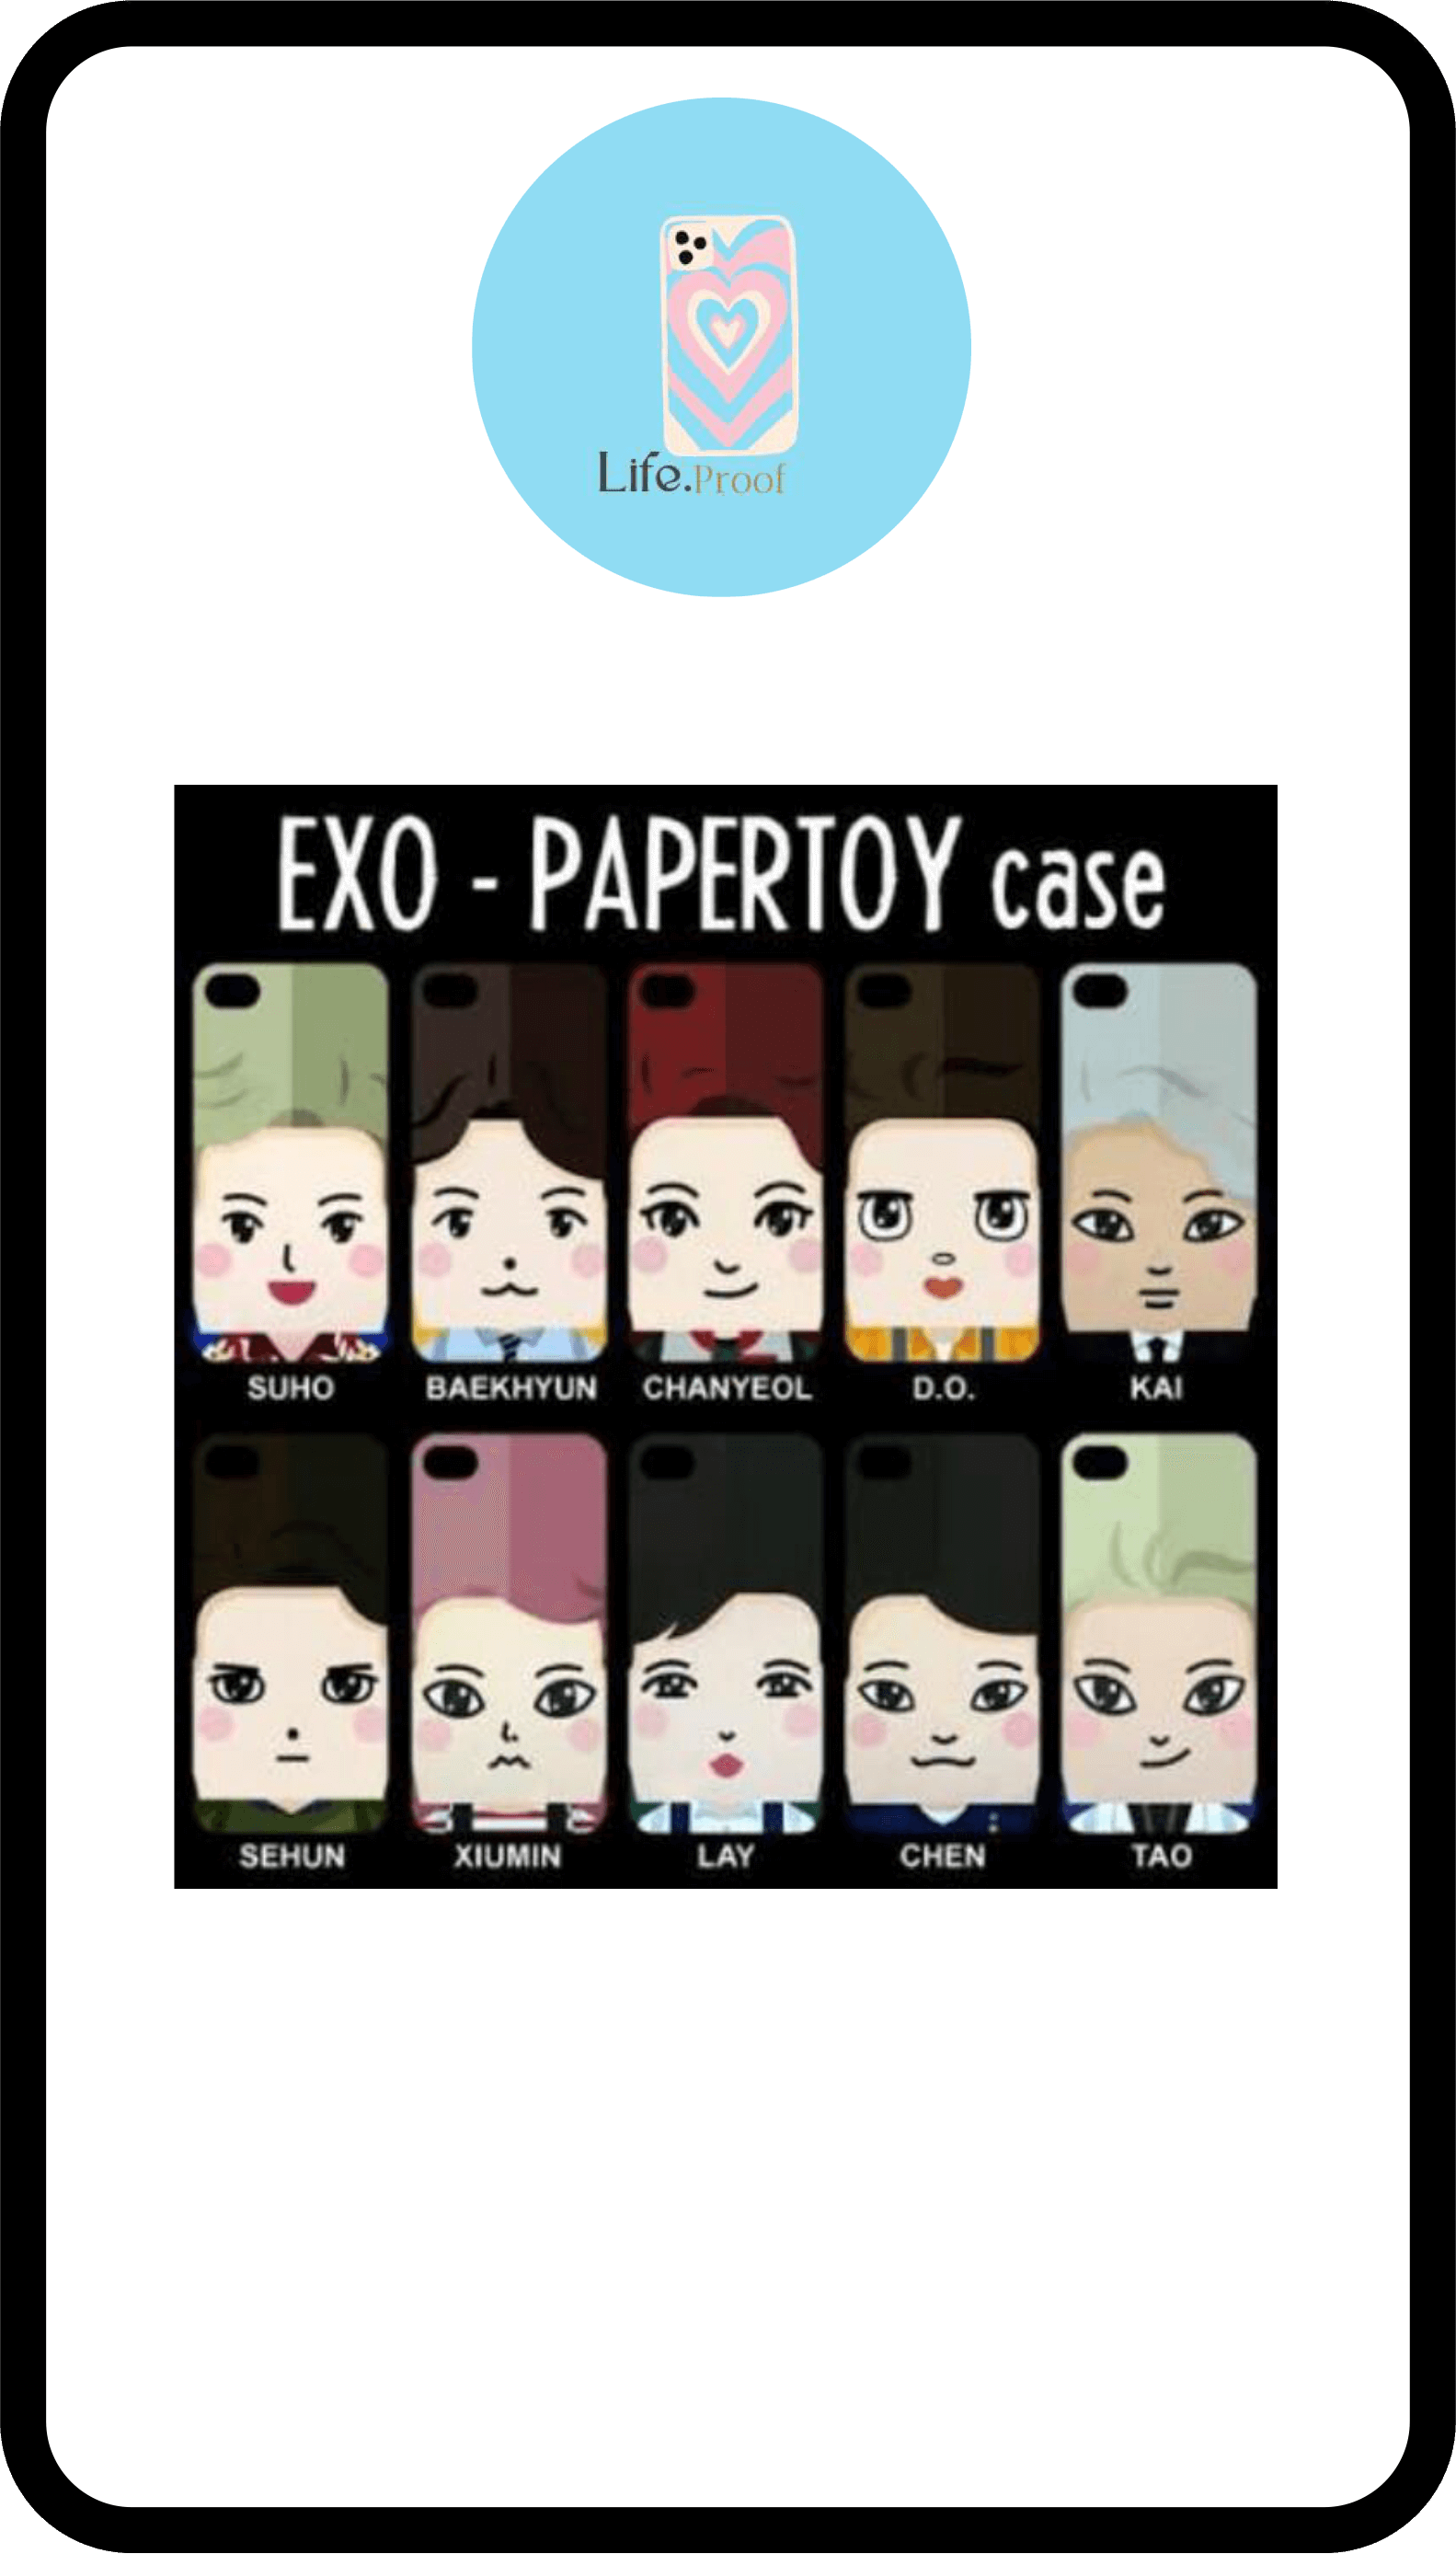 Life.Proof
EXO - PAPERTOY case
SUHO BAEKHYUN CHANYEOL D.O. KAI
SEHUN XIUMIN LAY CHEN TAO